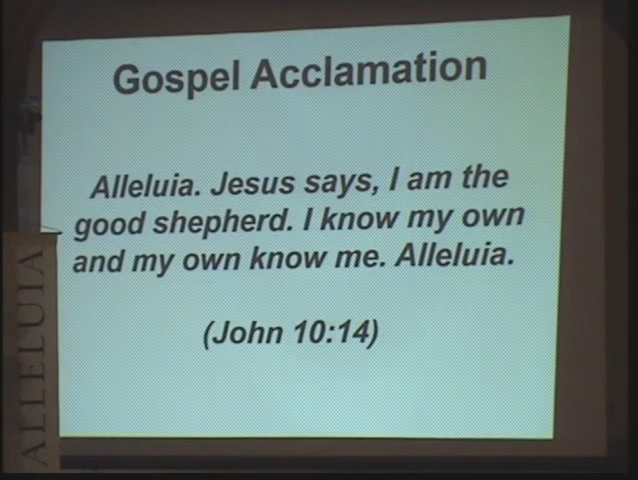 Gospel Acclamation
Alleluia. Jesus says, I am the
good shepherd. I know my own
and my own know me. Alleluia.
(John 10:14)
ALLELUIA